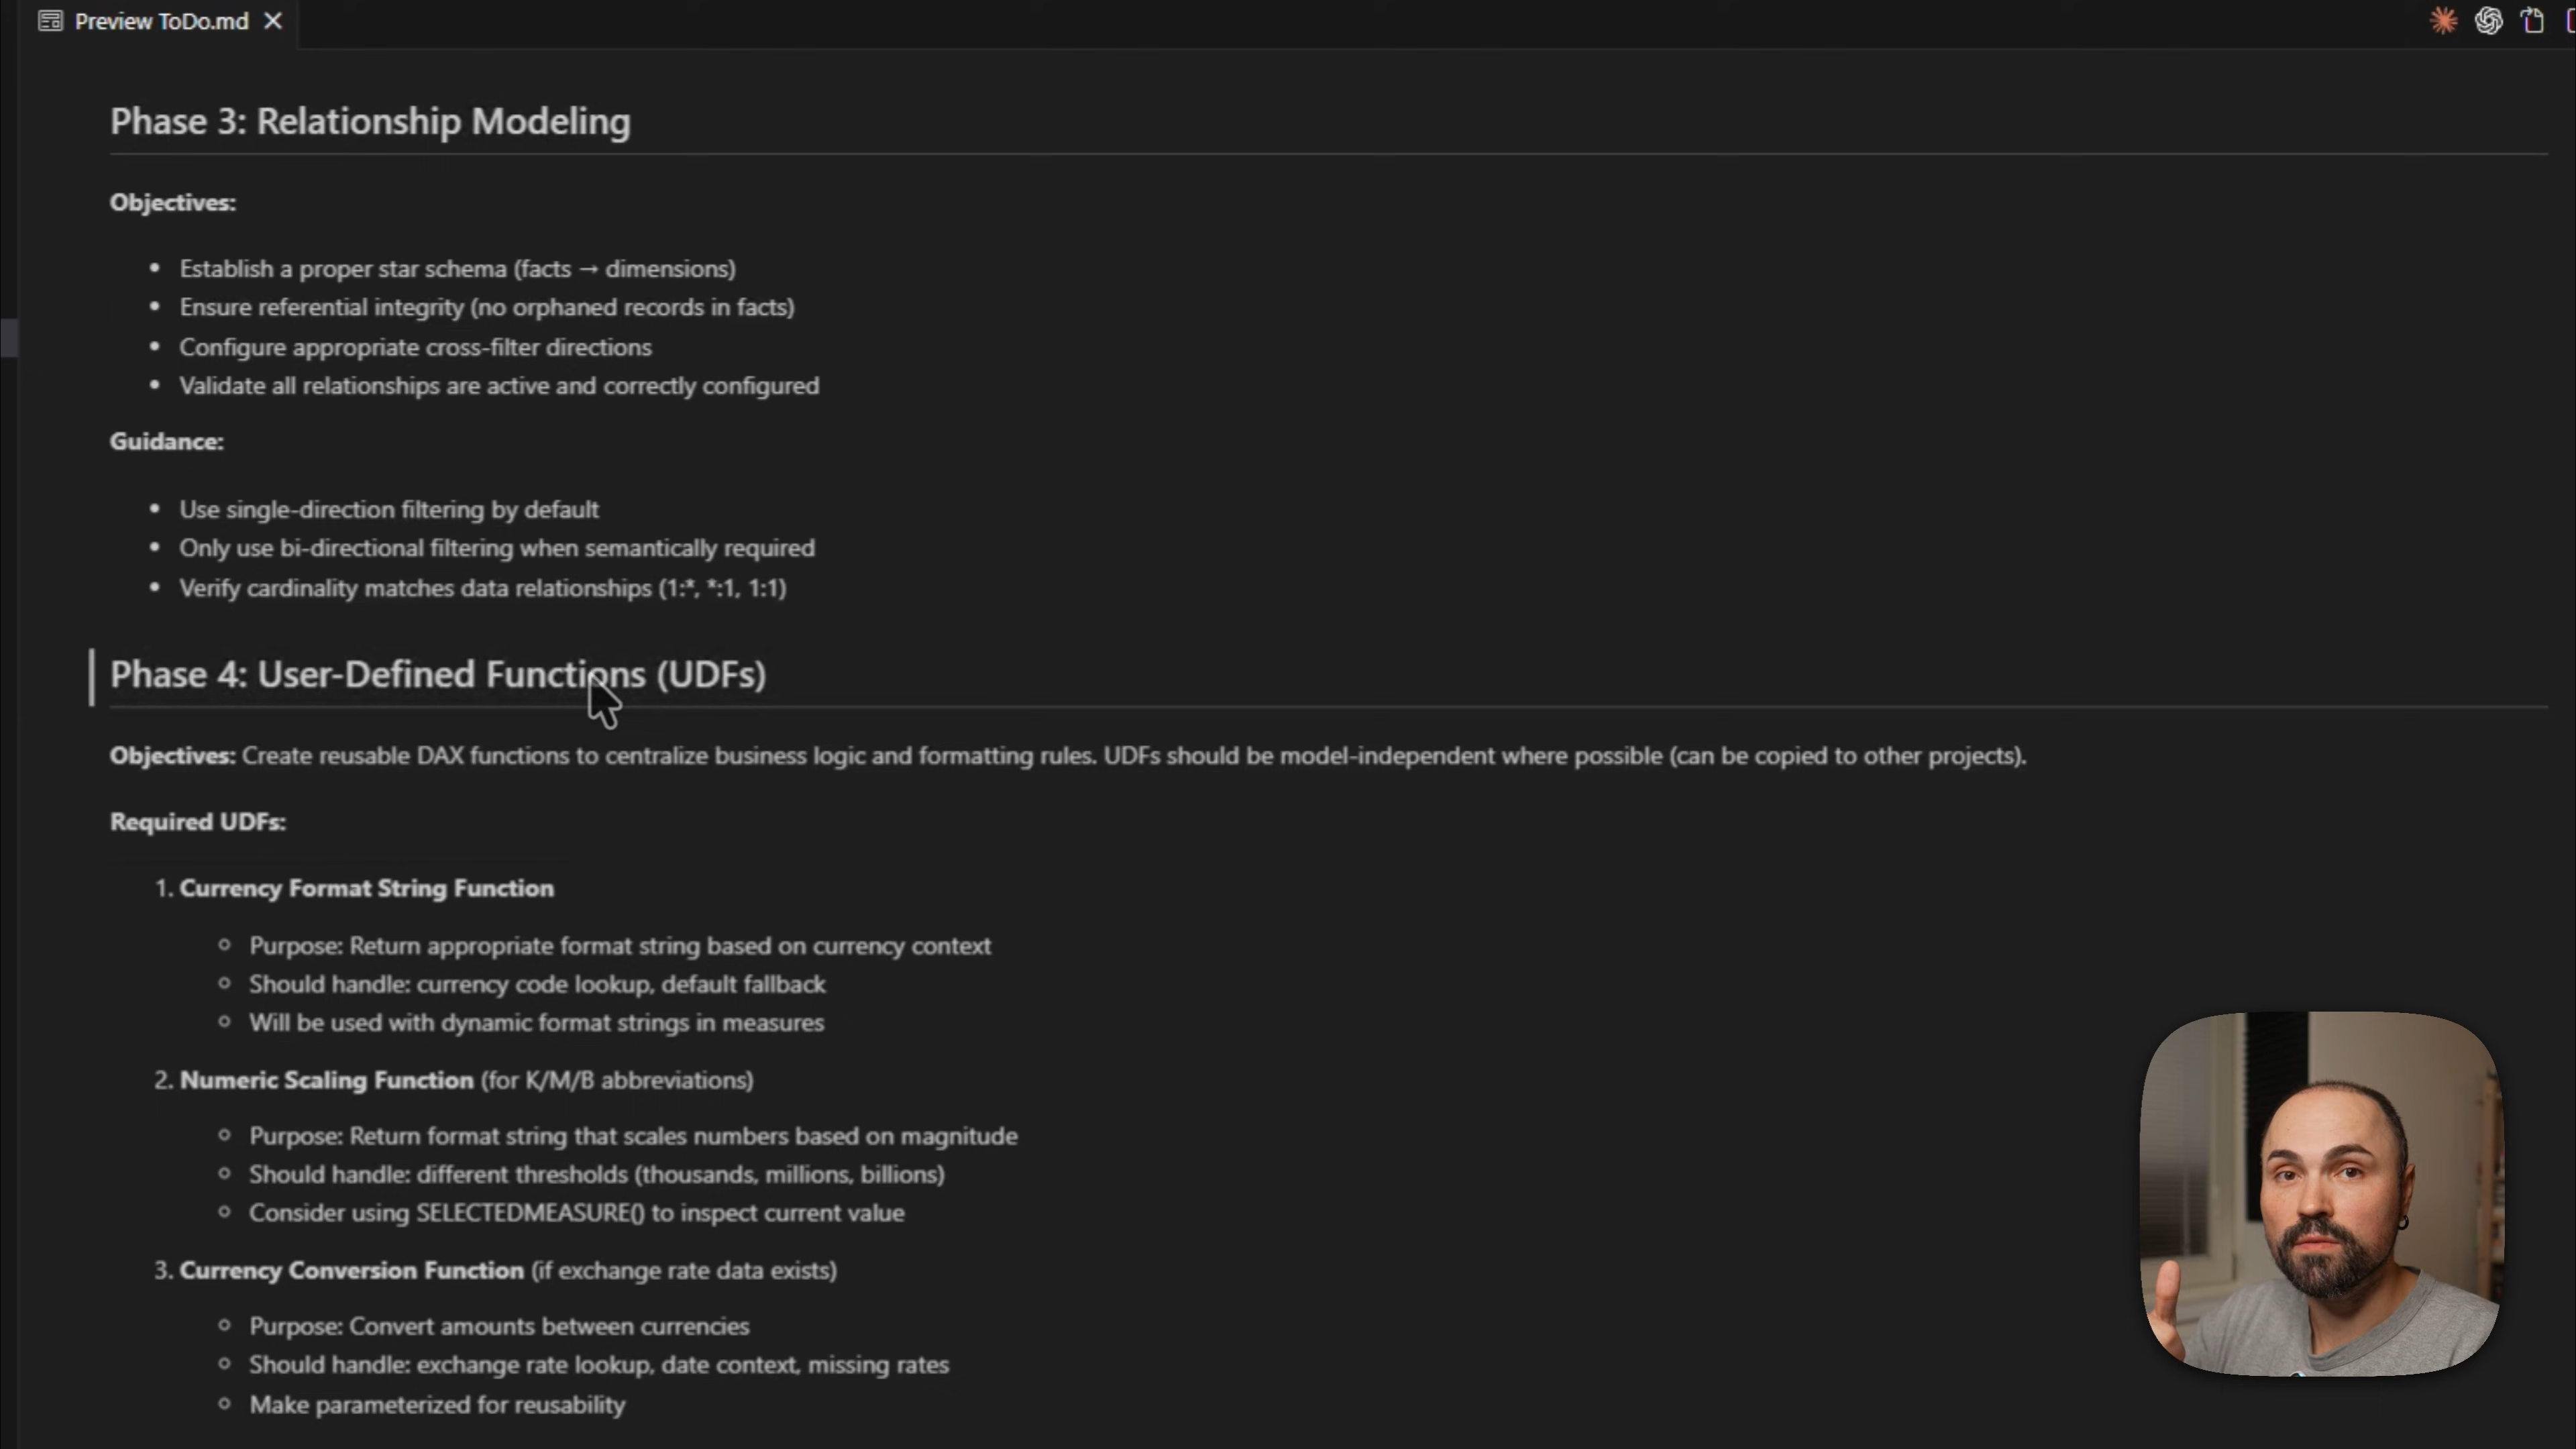 Preview ToDo.md
Phase 3: Relationship Modeling
Objectives:
• Establish a proper star schema (facts → dimensions)
• Ensure referential integrity (no orphaned records in facts)
• Configure appropriate cross-filter directions
• Validate all relationships are active and correctly configured
Guidance:
• Use single-direction filtering by default
• Only use bi-directional filtering when semantically required
• Verify cardinality matches data relationships (1:*, *:1, 1:1)
Phase 4: User-Defined Functions (UDFs)
Objectives: Create reusable DAX functions to centralize business logic and formatting rules. UDFs should be model-independent where possible (can be copied to other projects).
Required UDFs:
1. Currency Format String Function
○ Purpose: Return appropriate format string based on currency context
○ Should handle: currency code lookup, default fallback
○ Will be used with dynamic format strings in measures
2. Numeric Scaling Function (for K/M/B abbreviations)
○ Purpose: Return format string that scales numbers based on magnitude
○ Should handle: different thresholds (thousands, millions, billions)
○ Consider using SELECTEDMEASURE() to inspect current value
3. Currency Conversion Function (if exchange rate data exists)
○ Purpose: Convert amounts between currencies
○ Should handle: exchange rate lookup, date context, missing rates
○ Make parameterized for reusability